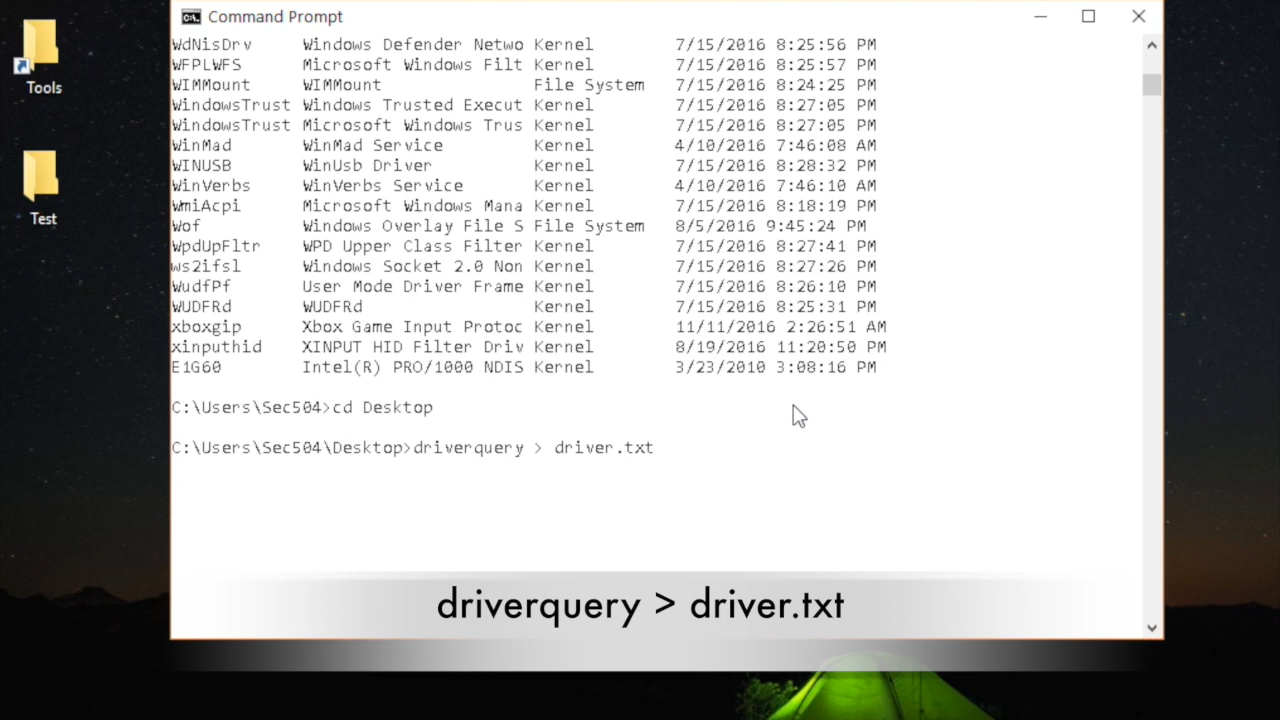 Command Prompt
WdNisDrv Windows Defender Netwo Kernel 7/15/2016 8:25:56 PM
WFPLWFS Microsoft Windows Filt Kernel 7/15/2016 8:25:57 PM
WIMMount WIMMount File System 7/15/2016 8:24:25 PM
WindowsTrust Windows Trusted Execut Kernel 7/15/2016 8:27:05 PM
WindowsTrust Microsoft Windows Trus Kernel 7/15/2016 8:27:05 PM
WinMad WinMad Service Kernel 4/10/2016 7:46:08 AM
WINUSB WinUsb Driver Kernel 7/15/2016 8:28:32 PM
WinVerbs WinVerbs Service Kernel 4/10/2016 7:46:10 AM
WmiAcpi Microsoft Windows Mana Kernel 7/15/2016 8:18:19 PM
Wof Windows Overlay File S File System 8/5/2016 9:45:24 PM
WpdUpFltr WPD Upper Class Filter Kernel 7/15/2016 8:27:41 PM
ws2ifsl Windows Socket 2.0 Non Kernel 7/15/2016 8:27:26 PM
WudfPf User Mode Driver Frame Kernel 7/15/2016 8:26:10 PM
WUDFRd WUDFRd Kernel 7/15/2016 8:25:31 PM
xboxgip Xbox Game Input Protoc Kernel 11/11/2016 2:26:51 AM
xinputhid XINPUT HID Filter Driv Kernel 8/19/2016 11:20:50 PM
E1G60 Intel(R) PRO/1000 NDIS Kernel 3/23/2010 3:08:16 PM
C:\Users\Sec504>cd Desktop
C:\Users\Sec504\Desktop>driverquery > driver.txt
driverquery > driver.txt
Tools
Test